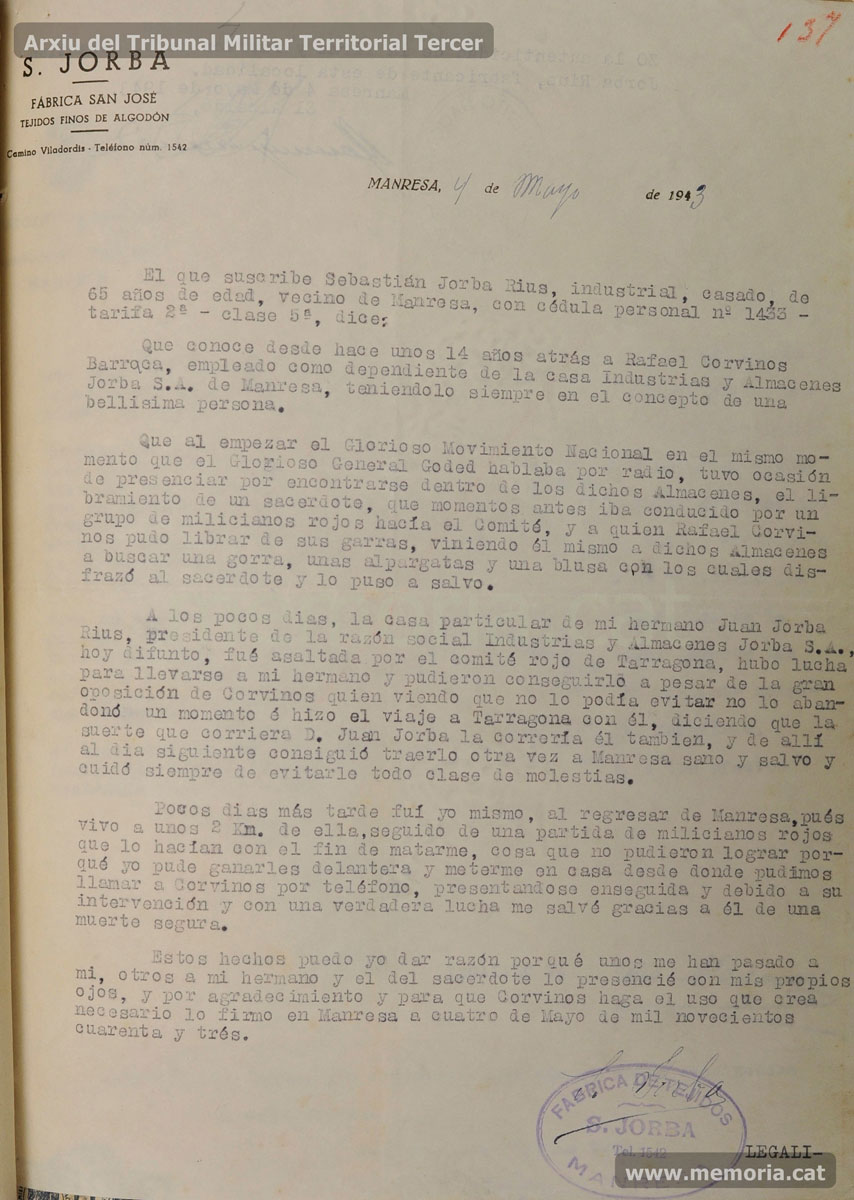 Arxiu del Tribunal Militar Territorial Tercer
137
S. JORBA
FÁBRICA SAN JOSÉ
TEJIDOS FINOS DE ALGODÓN
Camino Viladordis - Teléfono núm. 1542
MANRESA, 4 de Mayo de 1943
El que suscribe Sebastián Jorba Rius, industrial, casado, de
65 años de edad, vecino de Manresa, con cédula personal nº 1433 -
tarifa 2ª - clase 5ª, dice:
Que conoce desde hace unos 14 años atrás a Rafael Corvinos
Barraca, empleado como dependiente de la casa Industrias y Almacenes
Jorba S.A. de Manresa, teniendolo siempre en el concepto de una
bellisima persona.
Que al empezar el Glorioso Movimiento Nacional en el mismo mo-
mento que el Glorioso General Goded hablaba por radio, tuvo ocasión
de presenciar por encontrarse dentro de los dichos Almacenes, el li-
bramiento de un sacerdote, que momentos antes iba conducido por un
grupo de milicianos rojos hacía el Comité, y a quien Rafael Corvi-
nos pudo librar de sus garras, viniendo él mismo a dichos Almacenes
a buscar una gorra, unas alpargatas y una blusa con los cuales dis-
frazó al sacerdote y lo puso a salvo.
A los pocos dias, la casa particular de mi hermano Juan Jorba
Rius, presidente de la razón social Industrias y Almacenes Jorba S.A.,
hoy difunto, fué asaltada por el comité rojo de Tarragona, hubo lucha
para llevarse a mi hermano y pudieron conseguirlo a pesar de la gran
oposición de Corvinos quien viendo que no lo podía evitar no lo aban-
donó un momento é hizo el viaje a Tarragona con él, diciendo que la
suerte que corriera D. Juan Jorba la correría él tambien, y de allí
al dia siguiente consiguió traerlo otra vez a Manresa sano y salvo y
cuidó siempre de evitarle todo clase de molestias.
Pocos dias más tarde fuí yo mismo, al regresar de Manresa,pués
vivo a unos 2 Km. de ella,seguido de una partida de milicianos rojos
que lo hacían con el fin de matarme, cosa que no pudieron lograr por-
qué yo pude ganarles delantera y meterme en casa desde donde pudimos
llamar a Corvinos por teléfono, presentandose enseguida y debido a su
intervención y con una verdadera lucha me salvé gracias a él de una
muerte segura.
Estos hechos puedo yo dar razón porqué unos me han pasado a
mi, otros a mi hermano y el del sacerdote lo presencié con mis propios
ojos, y por agradecimiento y para que Corvinos haga el uso que crea
necesario lo firmo en Manresa a cuatro de Mayo de mil novecientos
cuarenta y trés.
FABRICA DE TEJIDOS
S. JORBA
Tel. 1542
LEGALI-
www.memoria.cat